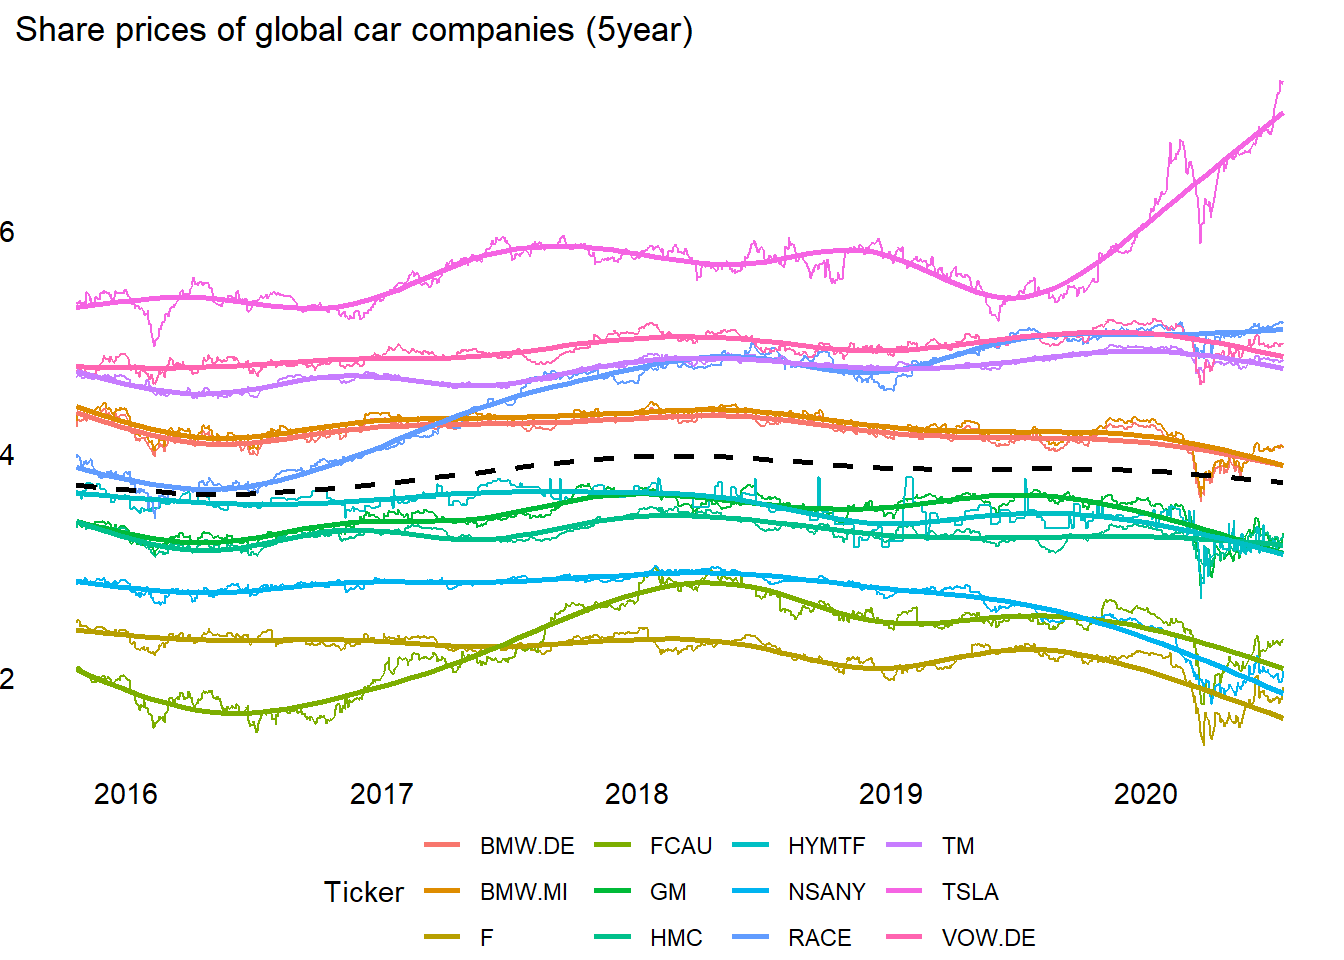 Share prices of global car companies (5year)
6
4
2
2016 2017 2018 2019 2020
BMW.DE FCAU HYMTF TM
Ticker BMW.MI GM NSANY TSLA
F HMC RACE VOW.DE